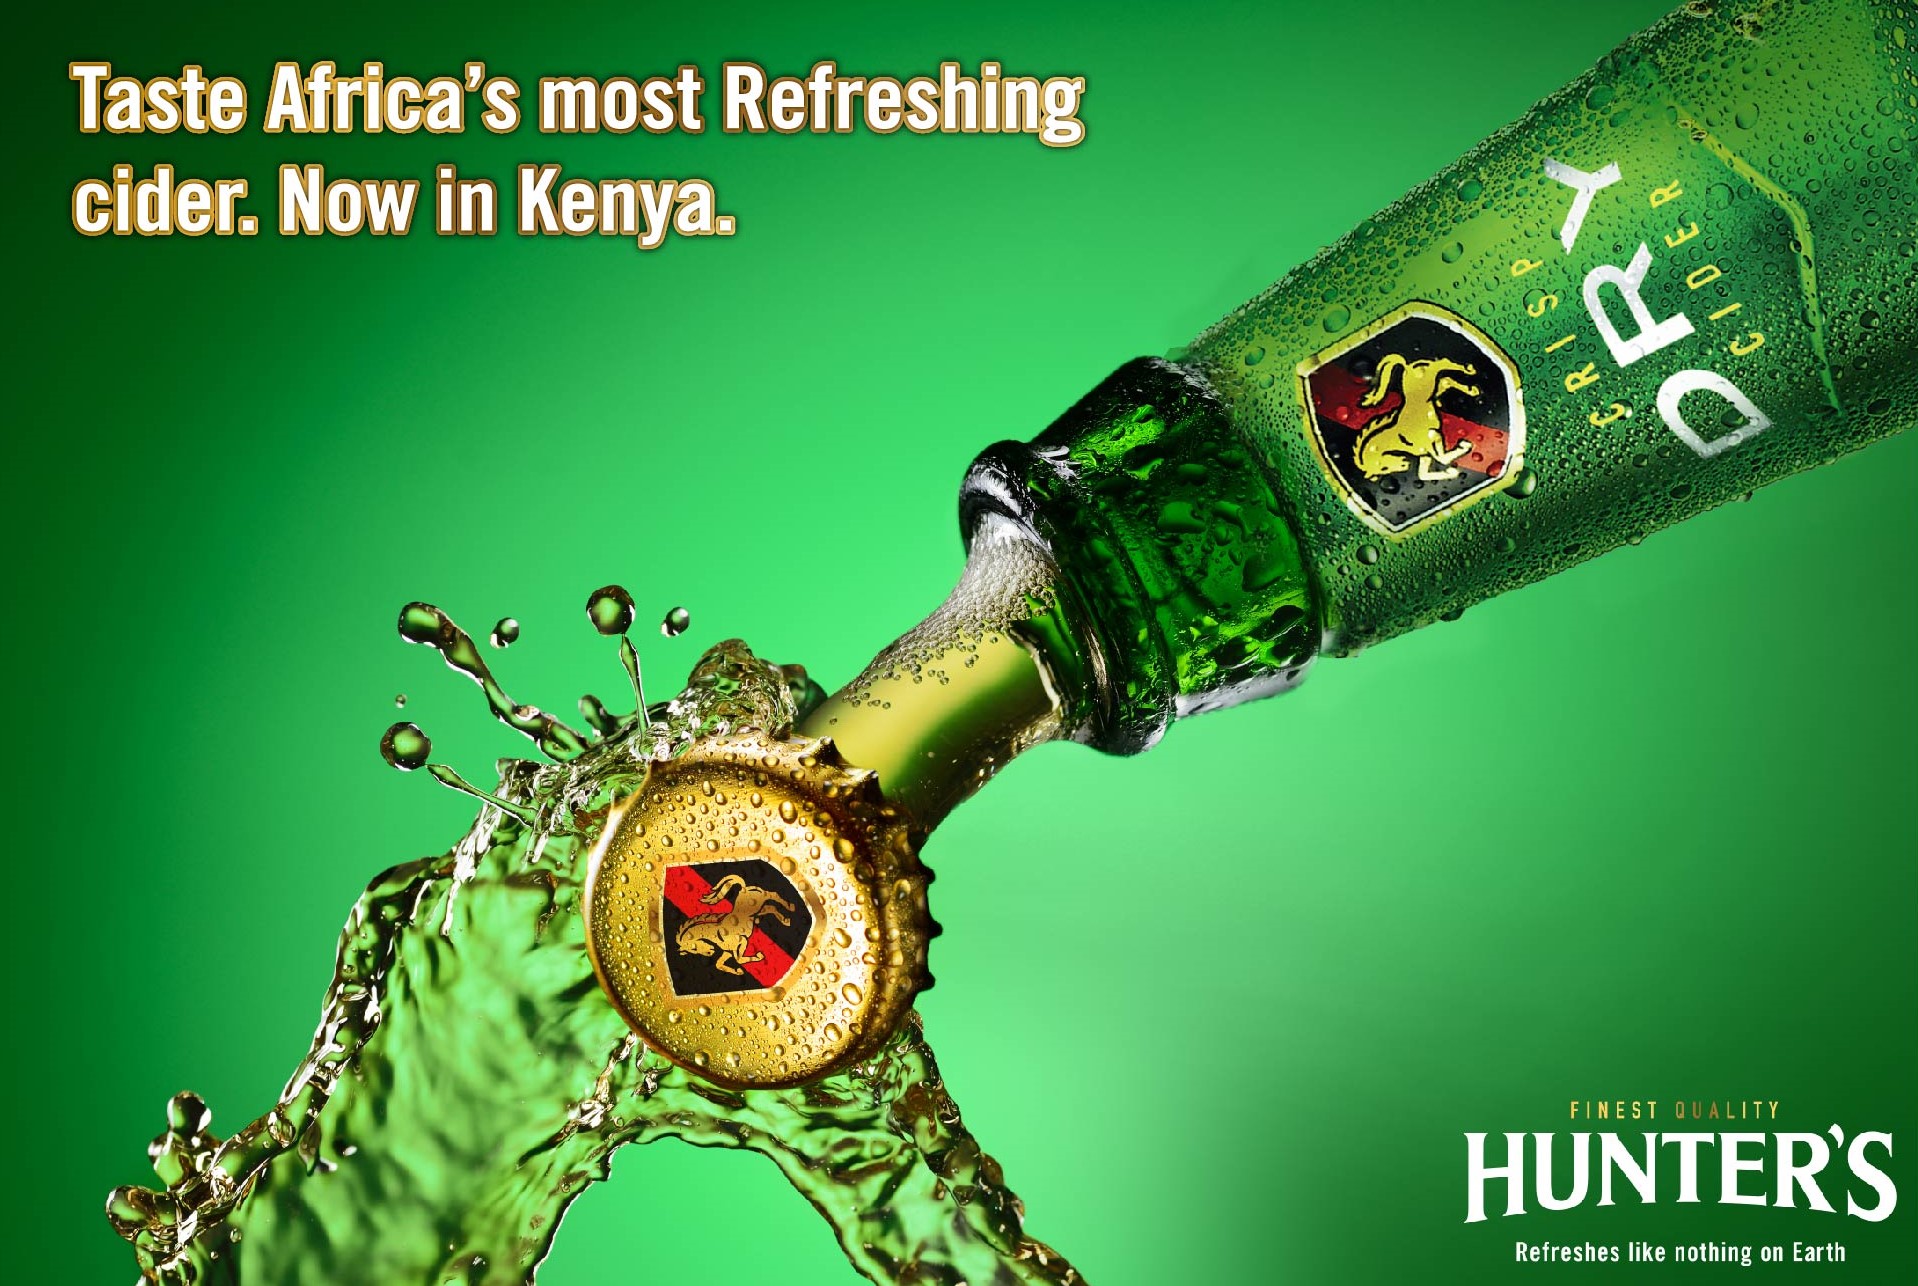 Taste Africa's most Refreshing
cider. Now in Kenya.
CRISP
DRY
CIDER
FINEST QUALITY
HUNTER'S
Refreshes like nothing on Earth